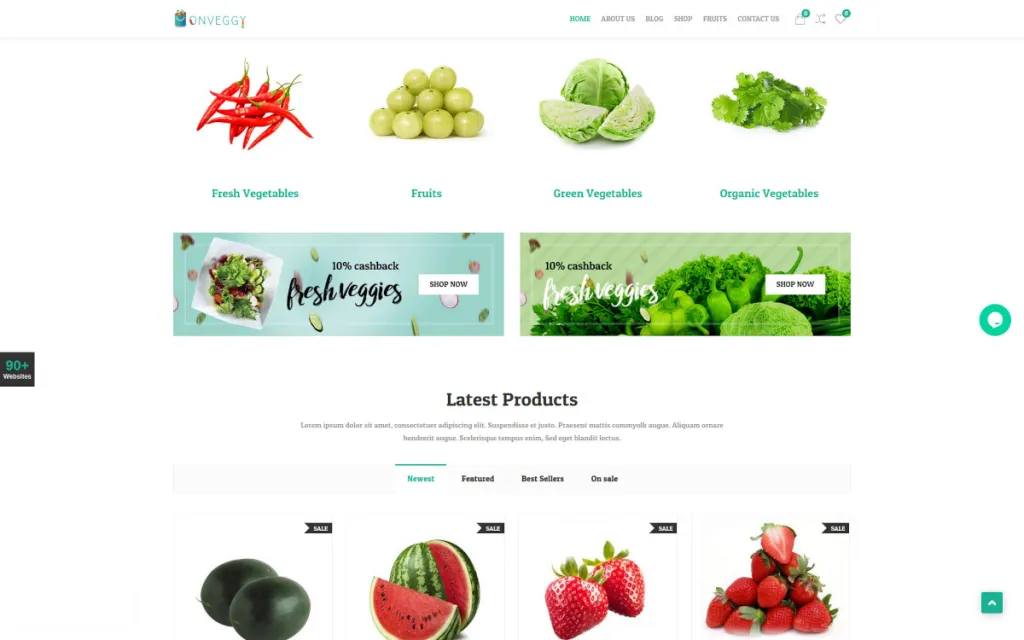 ONVEGGY
HOME ABOUT US BLOG SHOP FRUITS CONTACT US 0 0
Fresh Vegetables
Fruits
Green Vegetables
Organic Vegetables
10% cashback
fresh veggies
SHOP NOW
10% cashback
fresh veggies
SHOP NOW
90+
Websites
Latest Products
Lorem ipsum dolor sit amet, consectetuer adipiscing elit. Suspendisse et justo. Praesent mattis commyolk augue. Aliquam ornare
hendrerit augue. Scelerisque tempus enim, Sed eget blandit lectus.
Newest Featured Best Sellers On sale
SALE
SALE
SALE
SALE